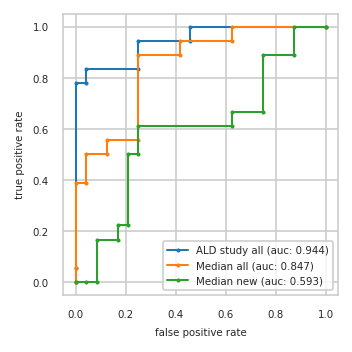 1.0
0.8
0.6
0.4
0.2
0.0
true positive rate
ALD study all (auc: 0.944)
Median all (auc: 0.847)
Median new (auc: 0.593)
0.0 0.2 0.4 0.6 0.8 1.0
false positive rate